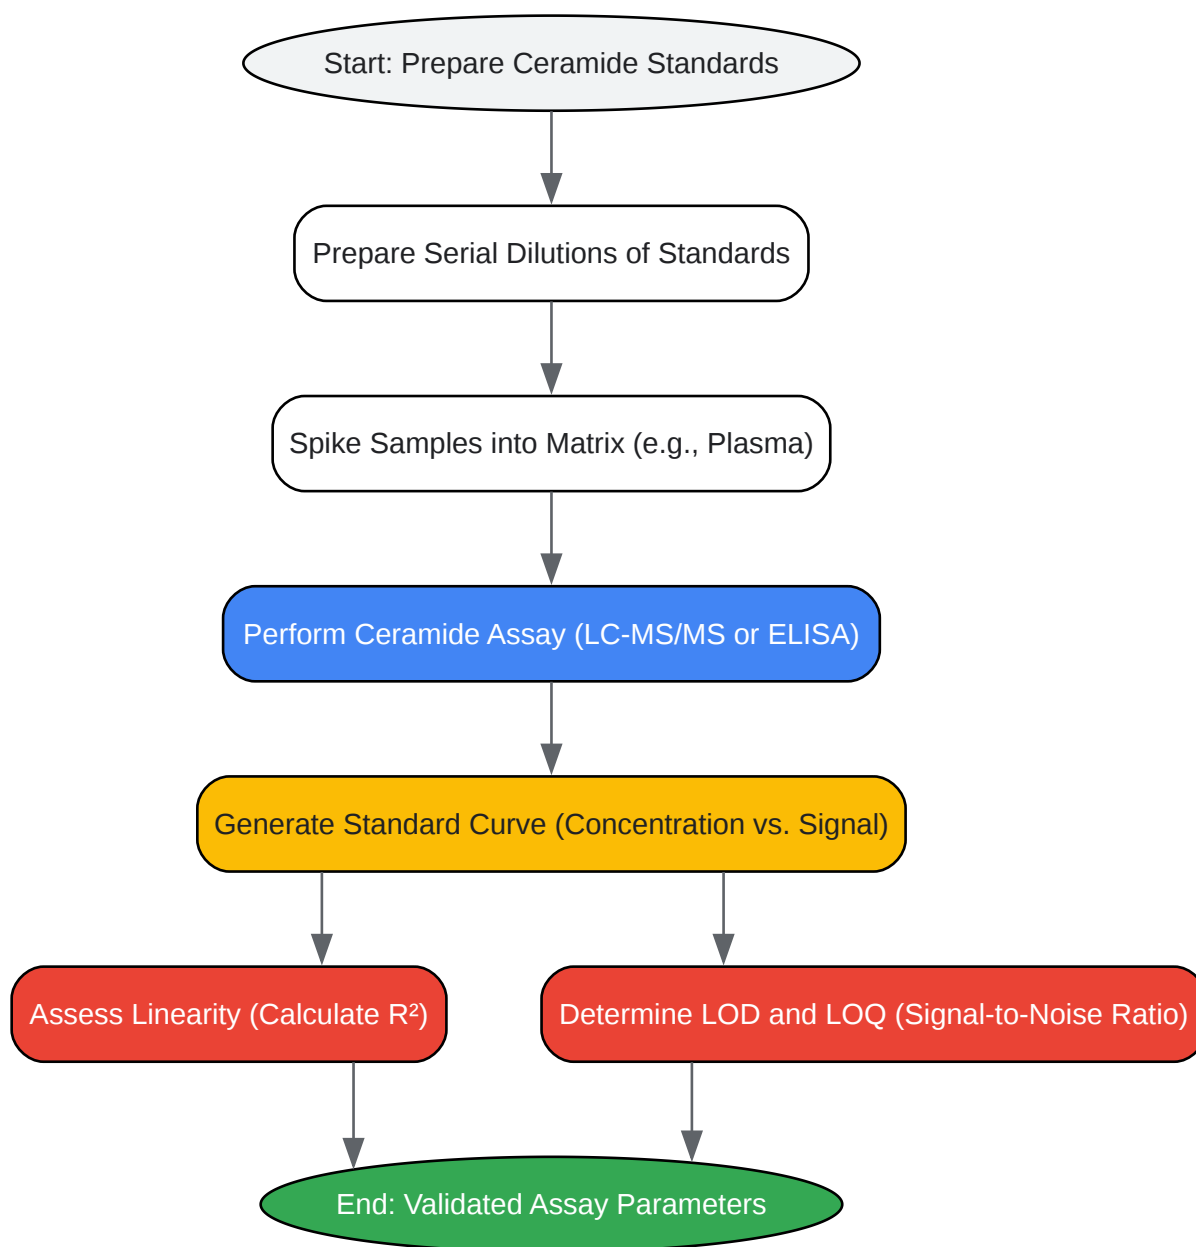 Start: Prepare Ceramide Standards
Prepare Serial Dilutions of Standards
Spike Samples into Matrix (e.g., Plasma)
Perform Ceramide Assay (LC-MS/MS or ELISA)
Generate Standard Curve (Concentration vs. Signal)
Assess Linearity (Calculate R²)
Determine LOD and LOQ (Signal-to-Noise Ratio)
End: Validated Assay Parameters